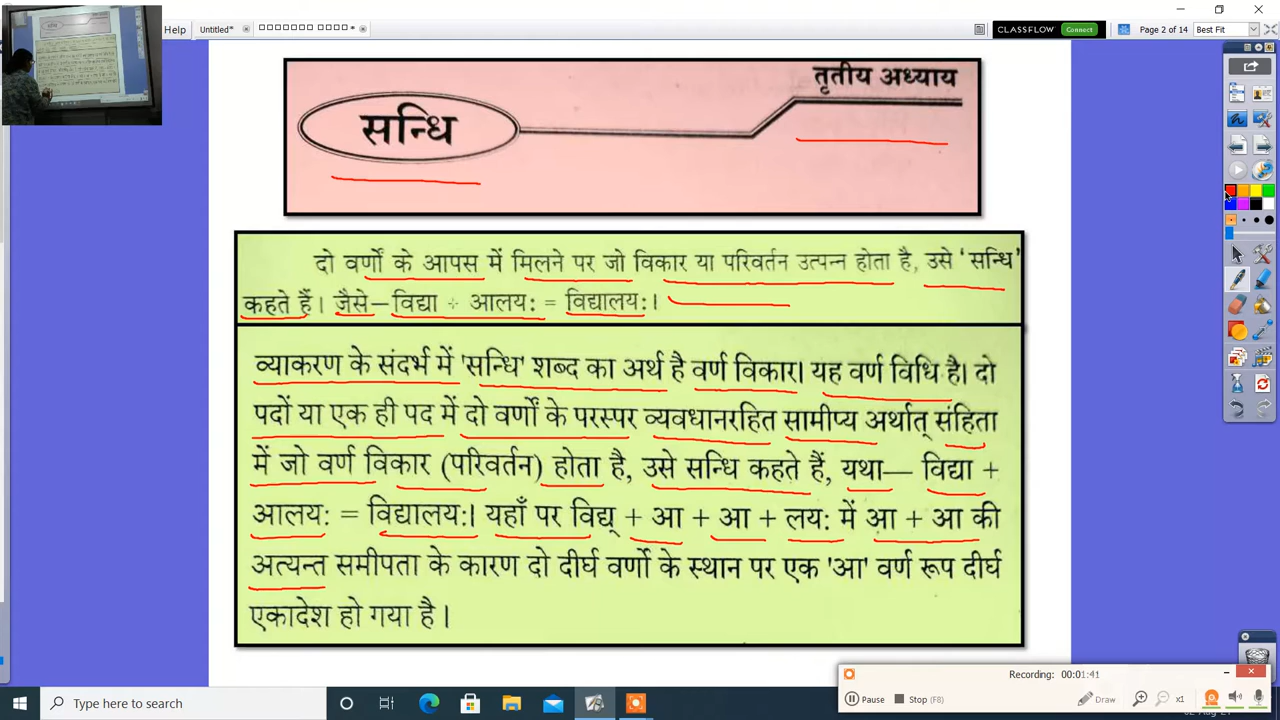 Help
Untitled*
CLASSFLOW
Connect
Page 2 of 14
Best Fit
तृतीय अध्याय
सन्धि
दो वर्णों के आपस में मिलने पर जो विकार या परिवर्तन उत्पन्न होता है, उसे 'सन्धि'
कहते हैं। जैसे– विद्या + आलय: = विद्यालय:।
व्याकरण के संदर्भ में 'सन्धि' शब्द का अर्थ है वर्ण विकार। यह वर्ण विधि है। दो
पदों या एक ही पद में दो वर्णों के परस्पर व्यवधानरहित सामीप्य अर्थात् संहिता
में जो वर्ण विकार (परिवर्तन) होता है, उसे सन्धि कहते हैं, यथा— विद्या +
आलय: = विद्यालय:। यहाँ पर विद्य् + आ + आ + लय: में आ + आ की
अत्यन्त समीपता के कारण दो दीर्घ वर्णो के स्थान पर एक 'आ' वर्ण रूप दीर्घ
एकादेश हो गया है।
Recording: 00:01:41
Pause
Stop (F8)
Draw
x1
Type here to search